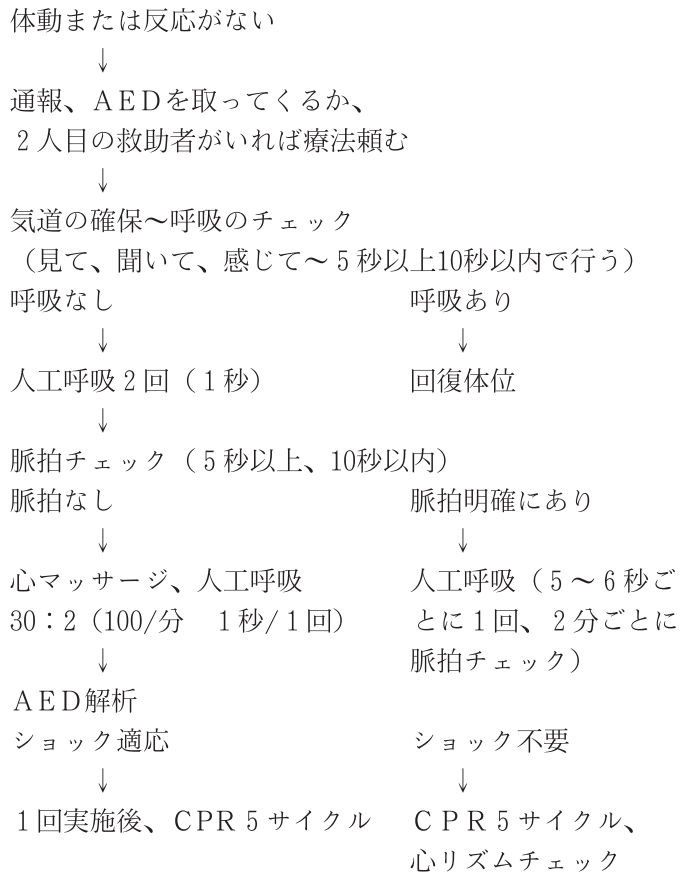 体動または反応がない
↓
通報、ＡＥＤを取ってくるか、
２人目の救助者がいれば療法頼む
↓
気道の確保～呼吸のチェック
（見て、聞いて、感じて～５秒以上10秒以内で行う）
呼吸なし　呼吸あり
↓　↓
人工呼吸２回（１秒）　回復体位
↓
脈拍チェック（５秒以上、10秒以内）
脈拍なし　脈拍明確にあり
↓　↓
心マッサージ、人工呼吸　人工呼吸（５～６秒ご
30：２（100/分　１秒/１回）　とに１回、２分ごとに
↓　脈拍チェック）
ＡＥＤ解析
ショック適応　ショック不要
↓　↓
１回実施後、ＣＰＲ５サイクル　ＣＰＲ５サイクル、
心リズムチェック